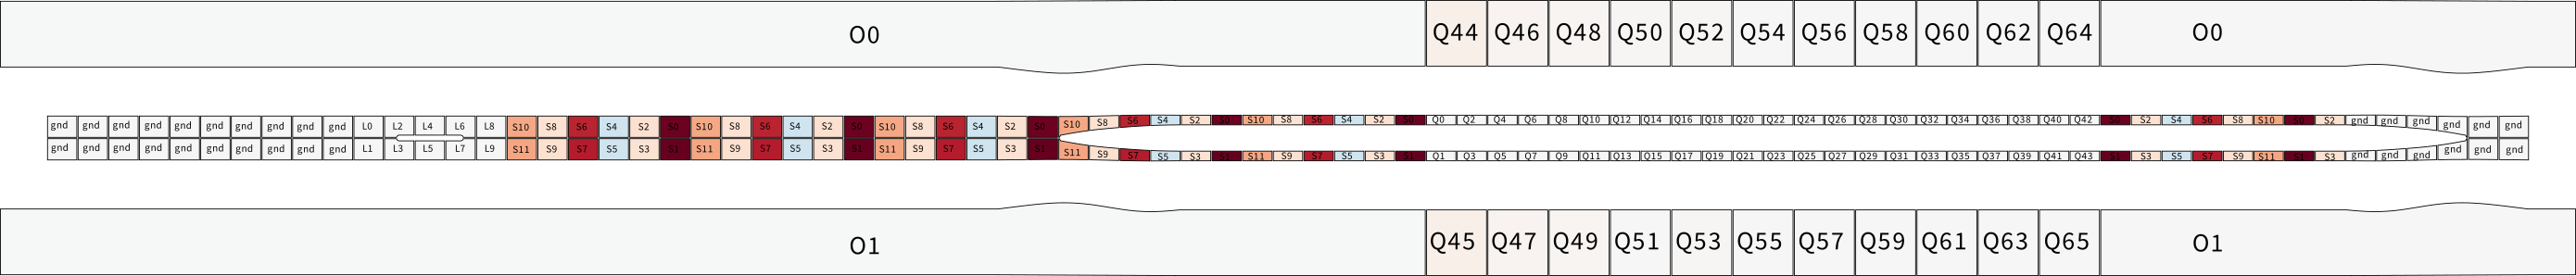 O0 Q44 Q46 Q48 Q50 Q52 Q54 Q56 Q58 Q60 Q62 Q64 O0
gnd gnd gnd gnd gnd gnd gnd gnd gnd gnd L0 L2 L4 L6 L8 S10 S8 S6 S4 S2 S0 S10 S8 S6 S4 S2 S0 S10 S8 S6 S4 S2 S0 S10 S8 S6 S4 S2 S0 S10 S8 S6 S4 S2 S0 Q0 Q2 Q4 Q6 Q8 Q10 Q12 Q14 Q16 Q18 Q20 Q22 Q24 Q26 Q28 Q30 Q32 Q34 Q36 Q38 Q40 Q42 S0 S2 S4 S6 S8 S10 S0 S2 gnd gnd gnd gnd gnd gnd
gnd gnd gnd gnd gnd gnd gnd gnd gnd gnd L1 L3 L5 L7 L9 S11 S9 S7 S5 S3 S1 S11 S9 S7 S5 S3 S1 S11 S9 S7 S5 S3 S1 S11 S9 S7 S5 S3 S1 S11 S9 S7 S5 S3 S1 Q1 Q3 Q5 Q7 Q9 Q11 Q13 Q15 Q17 Q19 Q21 Q23 Q25 Q27 Q29 Q31 Q33 Q35 Q37 Q39 Q41 Q43 S1 S3 S5 S7 S9 S11 S1 S3 gnd gnd gnd gnd gnd gnd
O1 Q45 Q47 Q49 Q51 Q53 Q55 Q57 Q59 Q61 Q63 Q65 O1